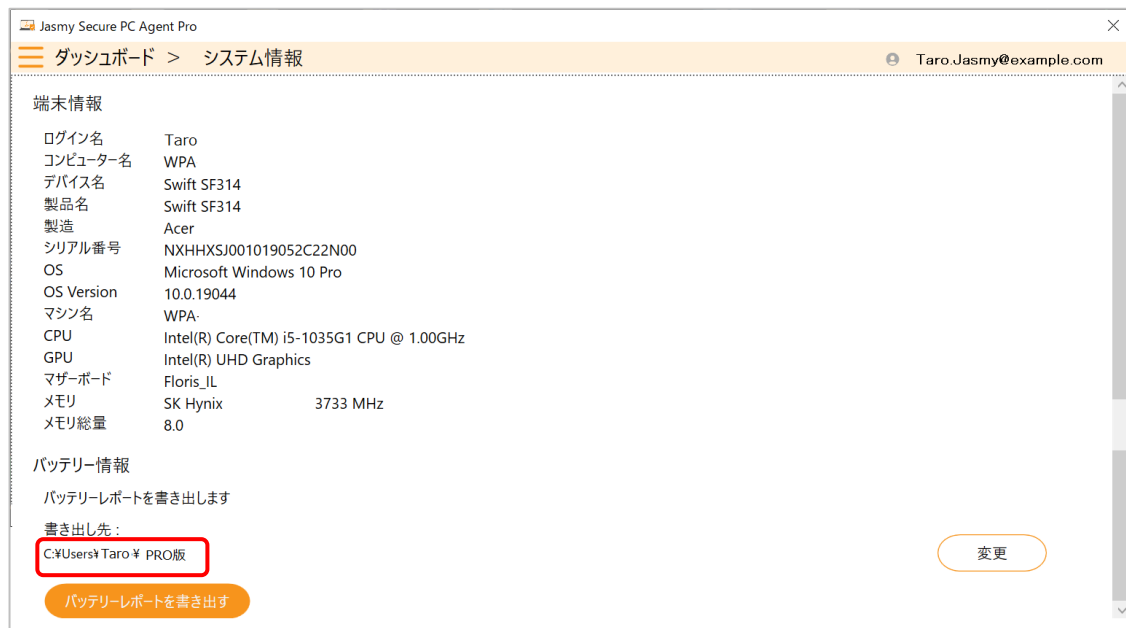 Jasmy Secure PC Agent Pro
ダッシュボード > システム情報 Taro.Jasmy@example.com
端末情報
ログイン名 Taro
コンピューター名 WPA
デバイス名 Swift SF314
製品名 Swift SF314
製造 Acer
シリアル番号 NXHHXSJ001019052C22N00
OS Microsoft Windows 10 Pro
OS Version 10.0.19044
マシン名 WPA-
CPU Intel(R) Core(TM) i5-1035G1 CPU @ 1.00GHz
GPU Intel(R) UHD Graphics
マザーボード Floris_IL
メモリ SK Hynix 3733 MHz
メモリ総量 8.0
バッテリー情報
バッテリーレポートを書き出します
書き出し先 :
C:¥Users¥Taro¥ PRO版 変更
バッテリーレポートを書き出す